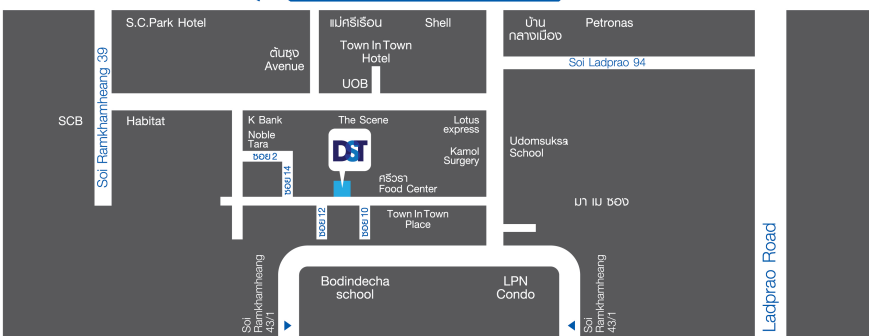 S.C.Park Hotel
แม่ศรีเรือน
Shell
บ้าน
กลางเมือง
Petronas
ต้นซุง
Avenue
Town In Town
Hotel
UOB
Soi Ladprao 94
Soi Ramkhamheang 39
SCB
Habitat
K Bank
Noble
Tara
The Scene
Lotus
express
Kamol
Surgery
DST
Udomsuksa
School
ซอย 2
ซอย 14
ศรีวรา
Food Center
มา เม ซอง
ซอย 12
ซอย 10
Town In Town
Place
Ladprao Road
Soi
Ramkhamheang
43/1
Bodindecha
school
LPN
Condo
Soi
Ramkhamheang
43/1